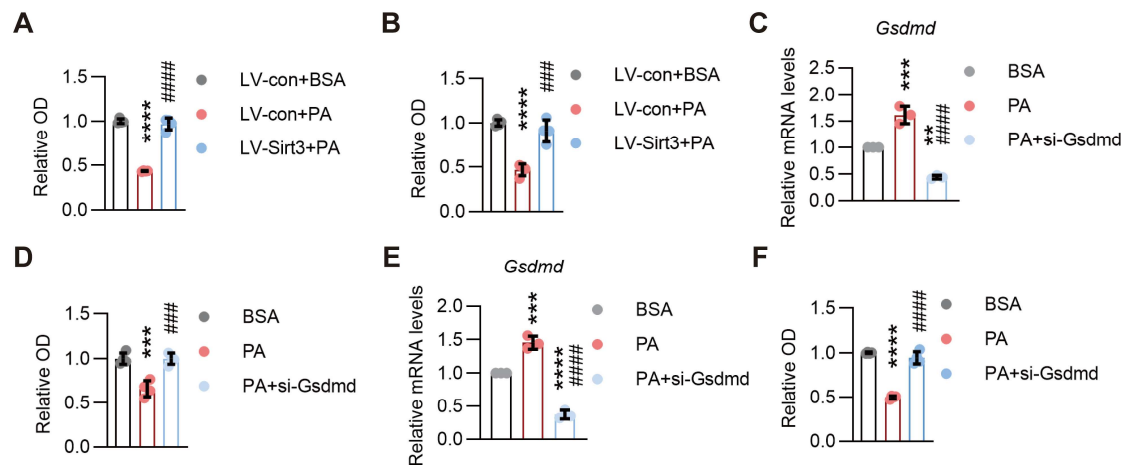 A
Relative OD
1.5
1.0
0.5
0.0
****
####
LV-con+BSA
LV-con+PA
LV-Sirt3+PA
B
Relative OD
1.5
1.0
0.5
0.0
****
###
LV-con+BSA
LV-con+PA
LV-Sirt3+PA
C
Gsdmd
Relative mRNA levels
2.5
2.0
1.5
1.0
0.5
0.0
***
**
####
BSA
PA
PA+si-Gsdmd
D
Relative OD
1.5
1.0
0.5
0.0
***
###
BSA
PA
PA+si-Gsdmd
E
Gsdmd
Relative mRNA levels
2.0
1.5
1.0
0.5
0.0
***
****
####
BSA
PA
PA+si-Gsdmd
F
Relative OD
1.5
1.0
0.5
0.0
****
####
BSA
PA
PA+si-Gsdmd